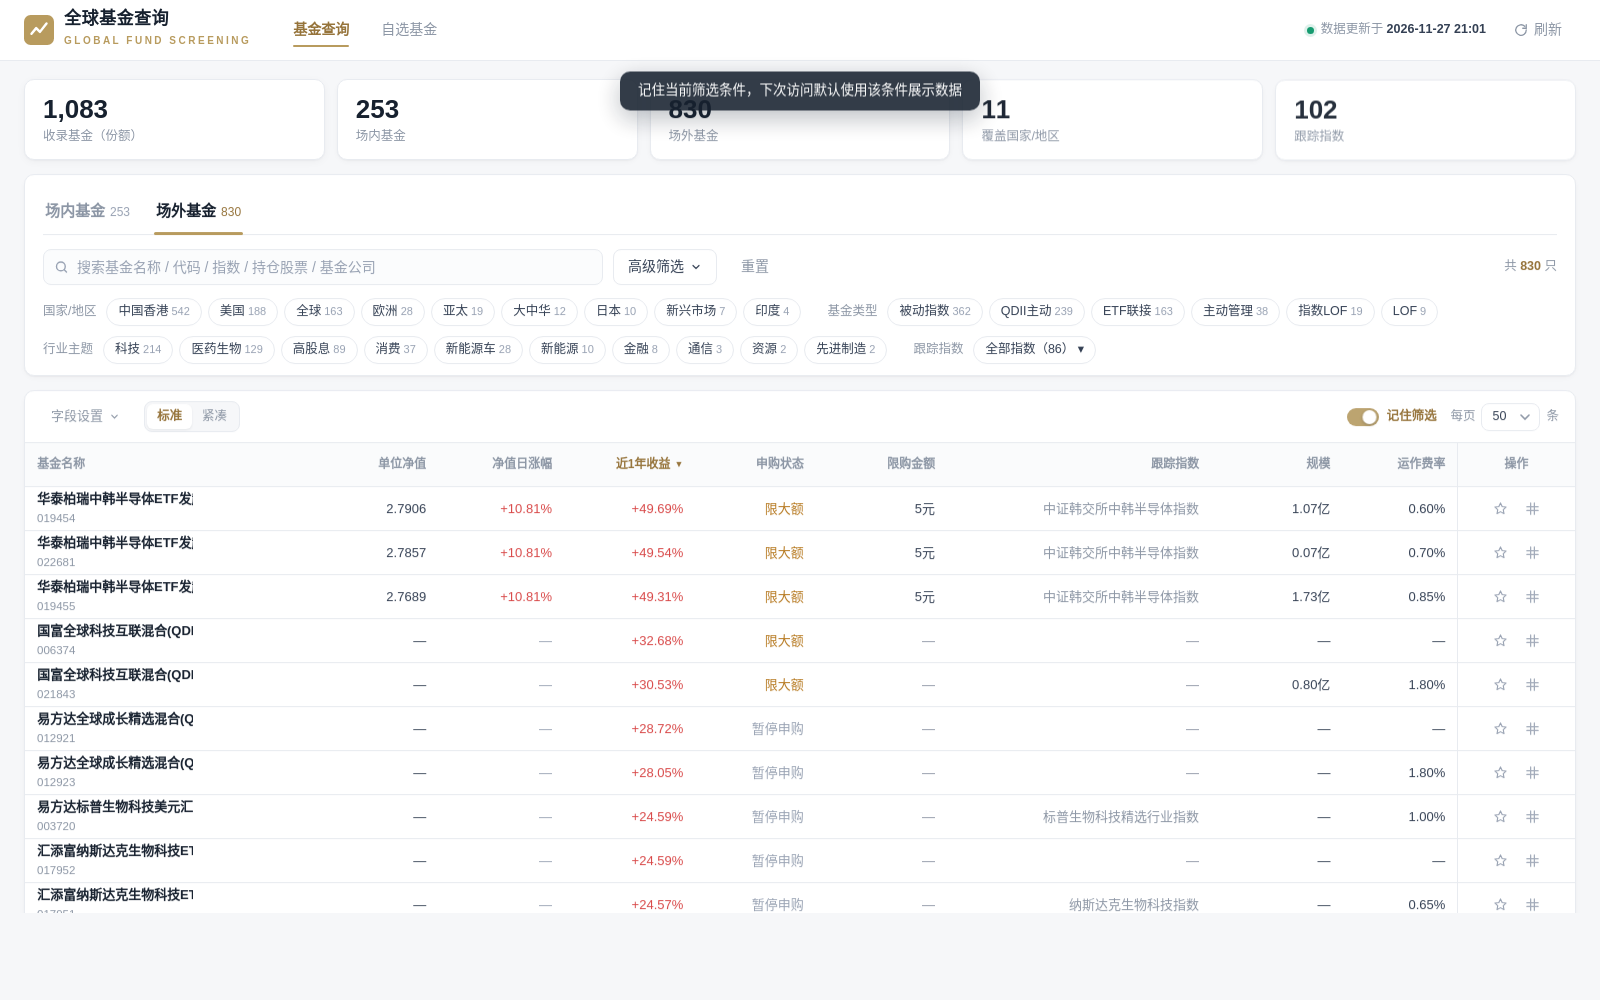 全球基金查询
GLOBAL FUND SCREENING
基金查询
自选基金
数据更新于 2026-11-27 21:01
刷新
记住当前筛选条件，下次访问默认使用该条件展示数据
1,083
收录基金（份额）
253
场内基金
830
场外基金
11
覆盖国家/地区
102
跟踪指数
场内基金 253
场外基金 830
搜索基金名称 / 代码 / 指数 / 持仓股票 / 基金公司
高级筛选
重置
共 830 只
国家/地区 中国香港 542 美国 188 全球 163 欧洲 28 亚太 19 大中华 12 日本 10 新兴市场 7 印度 4
基金类型 被动指数 362 QDII主动 239 ETF联接 163 主动管理 38 指数LOF 19 LOF 9
行业主题 科技 214 医药生物 129 高股息 89 消费 37 新能源车 28 新能源 10 金融 8 通信 3 资源 2 先进制造 2
跟踪指数 全部指数（86） ▾
字段设置
标准 紧凑
记住筛选
每页 50 条
基金名称 单位净值 净值日涨幅 近1年收益 ▼ 申购状态 限购金额 跟踪指数 规模 运作费率 操作
华泰柏瑞中韩半导体ETF发
019454
2.7906 +10.81% +49.69% 限大额 5元 中证韩交所中韩半导体指数 1.07亿 0.60%
华泰柏瑞中韩半导体ETF发
022681
2.7857 +10.81% +49.54% 限大额 5元 中证韩交所中韩半导体指数 0.07亿 0.70%
华泰柏瑞中韩半导体ETF发
019455
2.7689 +10.81% +49.31% 限大额 5元 中证韩交所中韩半导体指数 1.73亿 0.85%
国富全球科技互联混合(QDI
006374
— — +32.68% 限大额 — — — —
国富全球科技互联混合(QDI
021843
— — +30.53% 限大额 — — 0.80亿 1.80%
易方达全球成长精选混合(Q
012921
— — +28.72% 暂停申购 — — — —
易方达全球成长精选混合(Q
012923
— — +28.05% 暂停申购 — — — 1.80%
易方达标普生物科技美元汇
003720
— — +24.59% 暂停申购 — 标普生物科技精选行业指数 — 1.00%
汇添富纳斯达克生物科技ET
017952
— — +24.59% 暂停申购 — — — —
汇添富纳斯达克生物科技ET
— — +24.57% 暂停申购 — 纳斯达克生物科技指数 — 0.65%